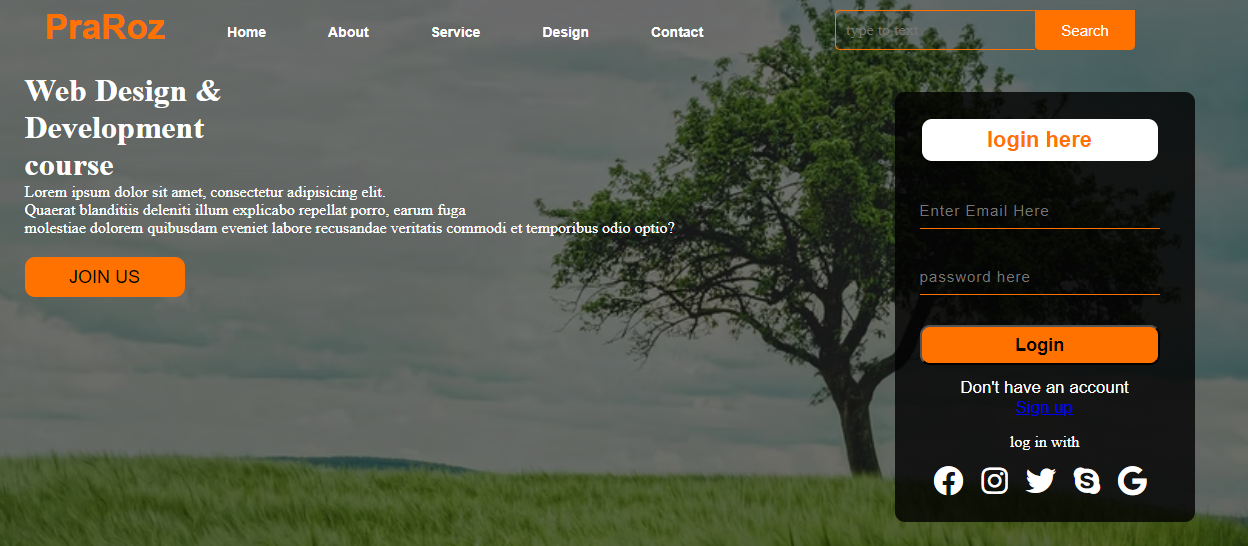 PraRoz
Home
About
Service
Design
Contact
type to text
Search
Web Design &
Development
course
Lorem ipsum dolor sit amet, consectetur adipisicing elit.
Quaerat blanditiis deleniti illum explicabo repellat porro, earum fuga
molestiae dolorem quibusdam eveniet labore recusandae veritatis commodi et temporibus odio optio?
JOIN US
login here
Enter Email Here
password here
Login
Don't have an account
Sign up
log in with